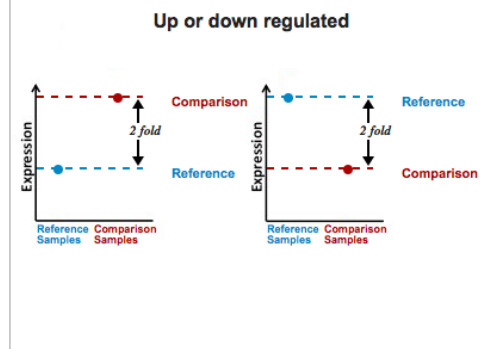 Up or down regulated
Expression
Comparison
2 fold
Reference
Reference Comparison
Samples Samples
Expression
Reference
2 fold
Comparison
Reference Comparison
Samples Samples